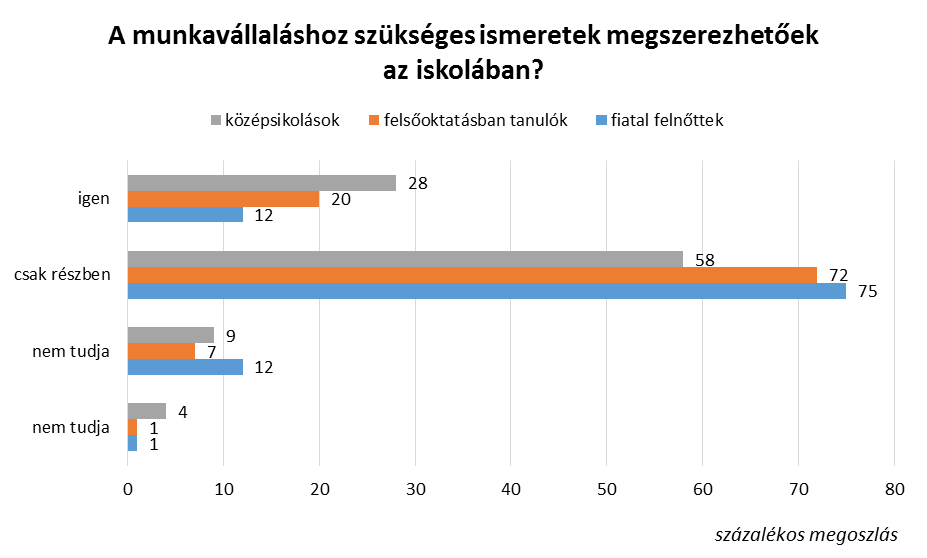 A munkavállaláshoz szükséges ismeretek megszerezhetőek
az iskolában?
középsikolások felsőoktatásban tanulók fiatal felnőttek
igen
28
20
12
csak részben
58
72
75
nem tudja
9
7
12
nem tudja
4
1
1
0 10 20 30 40 50 60 70 80
százalékos megoszlás